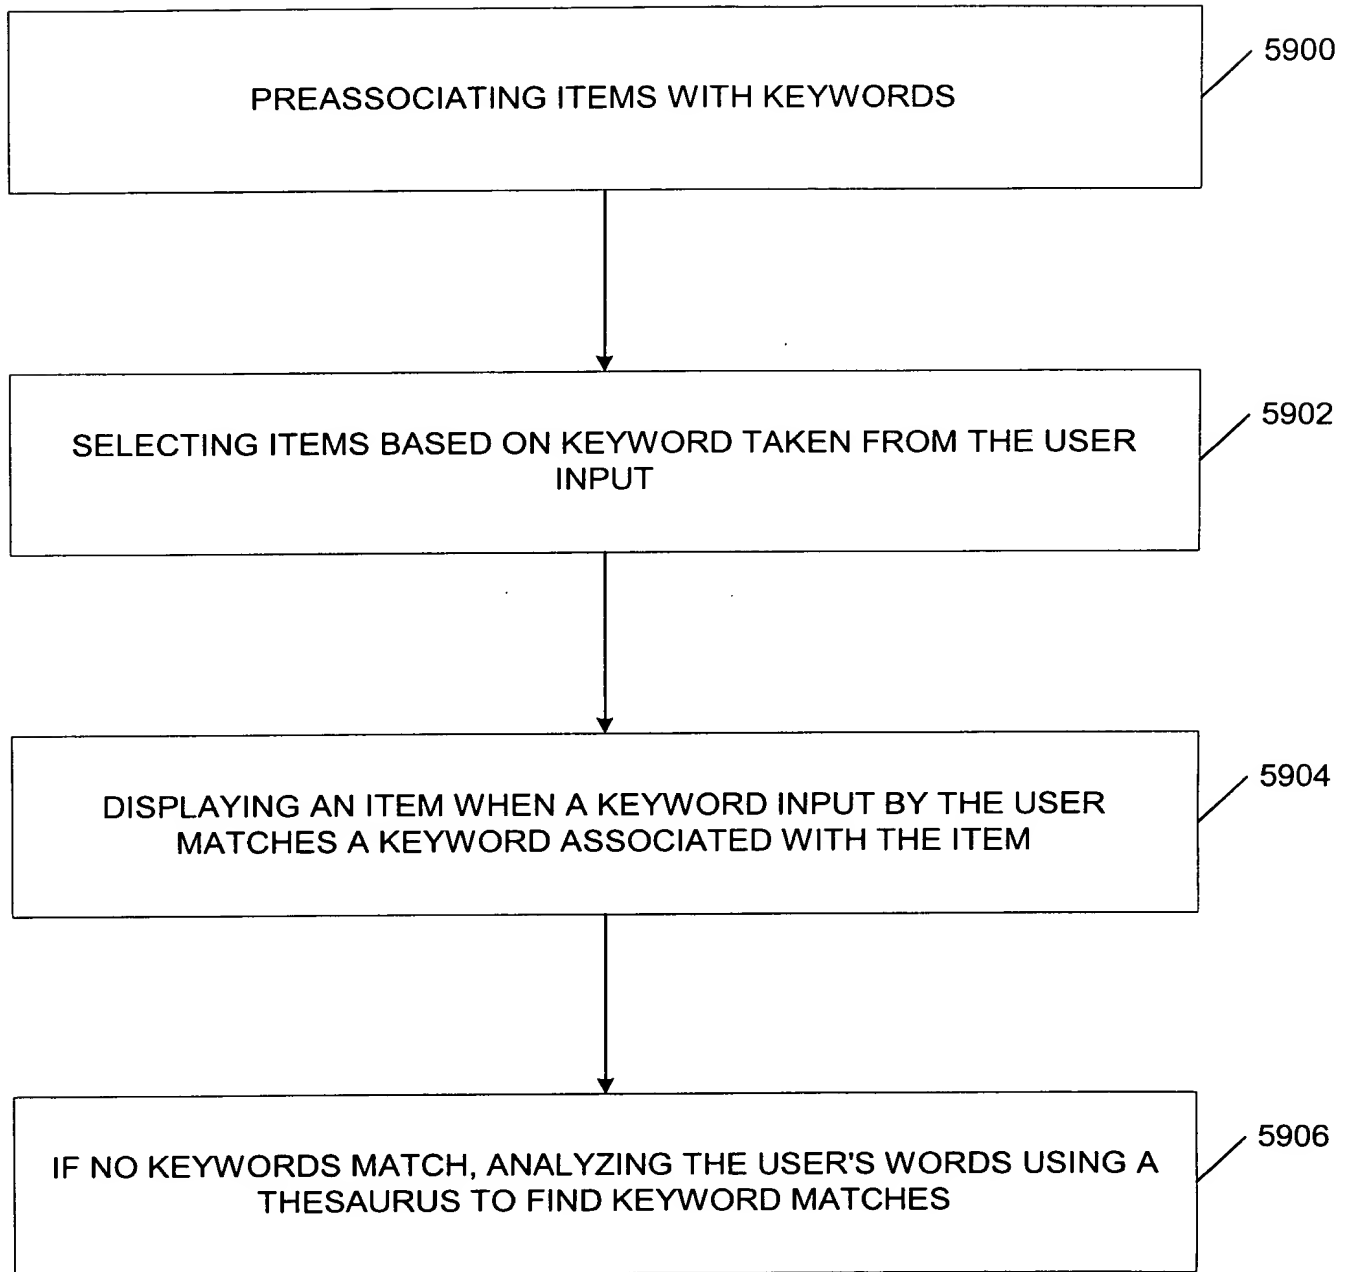 5900
PREASSOCIATING ITEMS WITH KEYWORDS
5902
SELECTING ITEMS BASED ON KEYWORD TAKEN FROM THE USER
INPUT
5904
DISPLAYING AN ITEM WHEN A KEYWORD INPUT BY THE USER
MATCHES A KEYWORD ASSOCIATED WITH THE ITEM
5906
IF NO KEYWORDS MATCH, ANALYZING THE USER'S WORDS USING A
THESAURUS TO FIND KEYWORD MATCHES